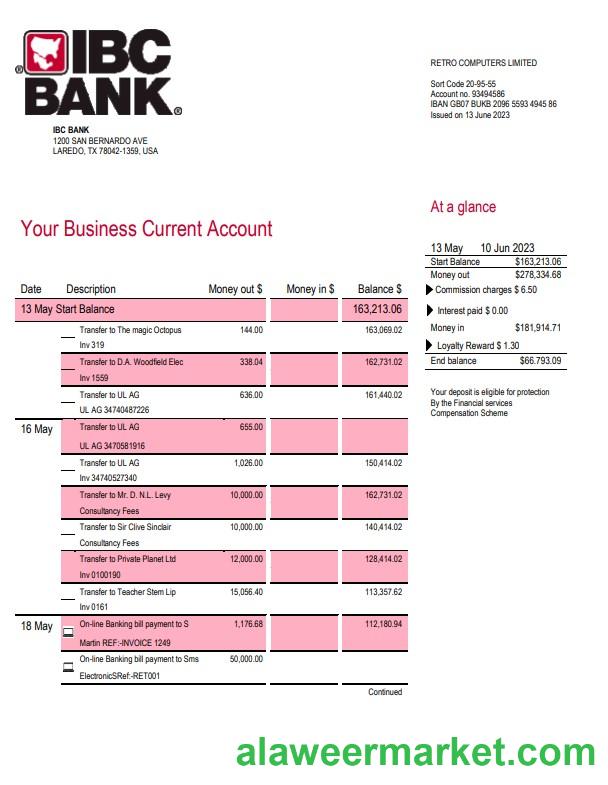 IBC
BANK
IBC BANK
1200 SAN BERNARDO AVE
LAREDO, TX 78042-1359, USA
RETRO COMPUTERS LIMITED
Sort Code 20-95-55
Account no. 93494586
IBAN GB07 BUKB 2096 5593 4945 86
Issued on 13 June 2023
Your Business Current Account
At a glance
13 May 10 Jun 2023
Start Balance $163,213.06
Money out $278,334.68
Commission charges $ 6.50
Interest paid $ 0.00
Money in $181,914.71
Loyalty Reward $ 1.30
End balance $66.793.09
Your deposit is eligible for protection
By the Financial services
Compensation Scheme
Date Description Money out $ Money in $ Balance $
13 May Start Balance 163,213.06
Transfer to The magic Octopus 144.00 163,069.02
Inv 319
Transfer to D.A. Woodfield Elec 338.04 162,731.02
Inv 1559
Transfer to UL AG 636.00 161,440.02
UL AG 34740487226
16 May Transfer to UL AG 655.00
UL AG 3470581916
Transfer to UL AG 1,026.00 150,414.02
Inv 34740527340
Transfer to Mr. D. N.L. Levy 10,000.00 162,731.02
Consultancy Fees
Transfer to Sir Clive Sinclair 10,000.00 140,414.02
Consultancy Fees
Transfer to Private Planet Ltd 12,000.00 128,414.02
Inv 0100190
Transfer to Teacher Stem Lip 15,056.40 113,357.62
Inv 0161
18 May On-line Banking bill payment to S 1,176.68 112,180.94
Martin REF:-INVOICE 1249
On-line Banking bill payment to Sms 50,000.00
ElectronicSRef:-RET001
Continued
alaweermarket.com